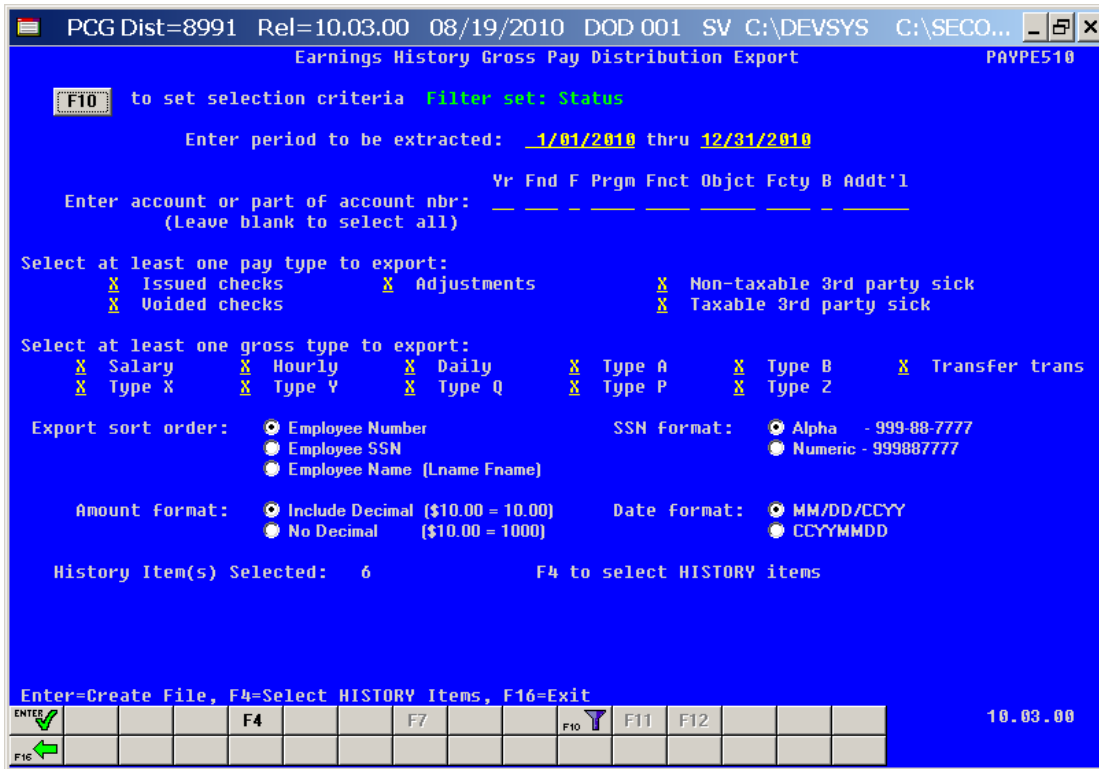 PCG Dist=8991 Rel=10.03.00 08/19/2010 DOD 001 SV C:\DEVSYS C:\SECO...
Earnings History Gross Pay Distribution Export PAYPE510
F10 to set selection criteria Filter set: Status
Enter period to be extracted: 1/01/2010 thru 12/31/2010
Yr Fnd F Prgm Fnct Objct Fcty B Addt'l
Enter account or part of account nbr: __ ___ _ ____ ____ _____ ____ _ ______
(Leave blank to select all)
Select at least one pay type to export:
X Issued checks X Adjustments X Non-taxable 3rd party sick
X Voided checks X Taxable 3rd party sick
Select at least one gross type to export:
X Salary X Hourly X Daily X Type A X Type B X Transfer trans
X Type X X Type Y X Type Q X Type P X Type Z
Export sort order: Employee Number SSN format: Alpha - 999-88-7777
Employee SSN Numeric - 999887777
Employee Name (Lname Fname)
Amount format: Include Decimal ($10.00 = 10.00) Date format: MM/DD/CCYY
No Decimal ($10.00 = 1000) CCYYMMDD
History Item(s) Selected: 6 F4 to select HISTORY items
Enter=Create File, F4=Select HISTORY Items, F16=Exit
ENTER F4 F7 F10 F11 F12 10.03.00
F16